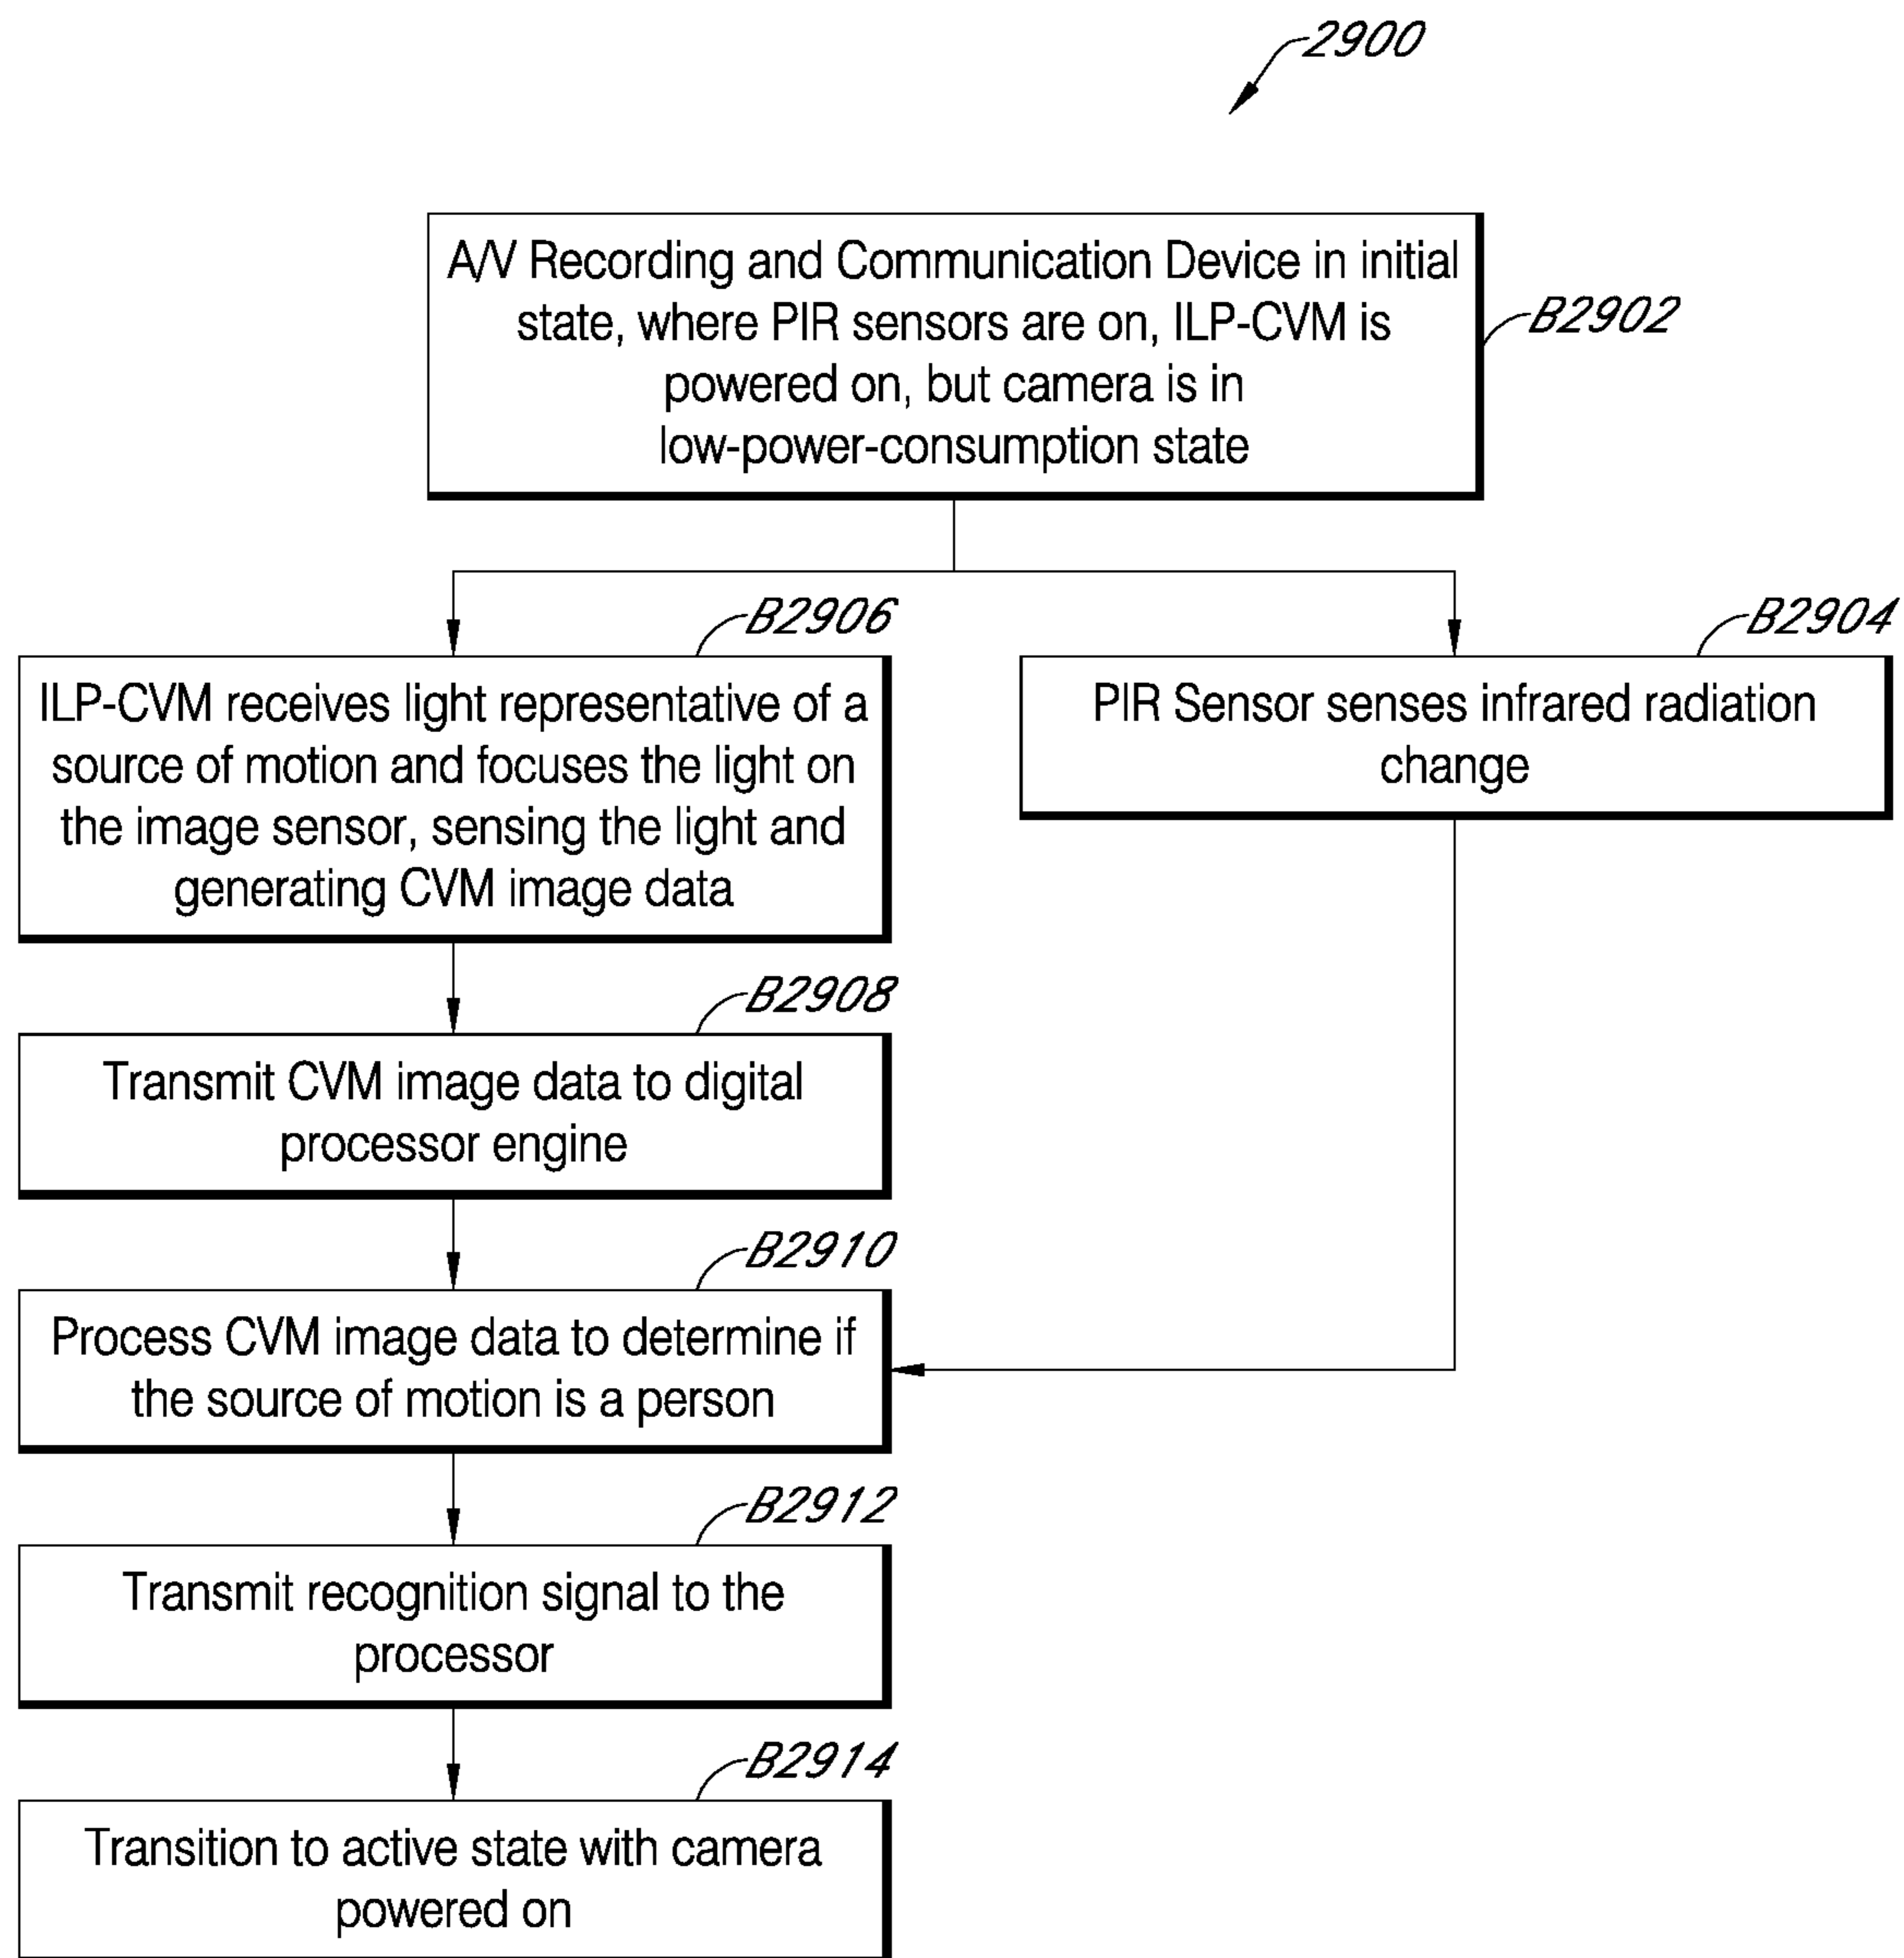 2900
A/V Recording and Communication Device in initial
state, where PIR sensors are on, ILP-CVM is
powered on, but camera is in
low-power-consumption state
B2902
B2906
ILP-CVM receives light representative of a
source of motion and focuses the light on
the image sensor, sensing the light and
generating CVM image data
B2904
PIR Sensor senses infrared radiation
change
B2908
Transmit CVM image data to digital
processor engine
B2910
Process CVM image data to determine if
the source of motion is a person
B2912
Transmit recognition signal to the
processor
B2914
Transition to active state with camera
powered on